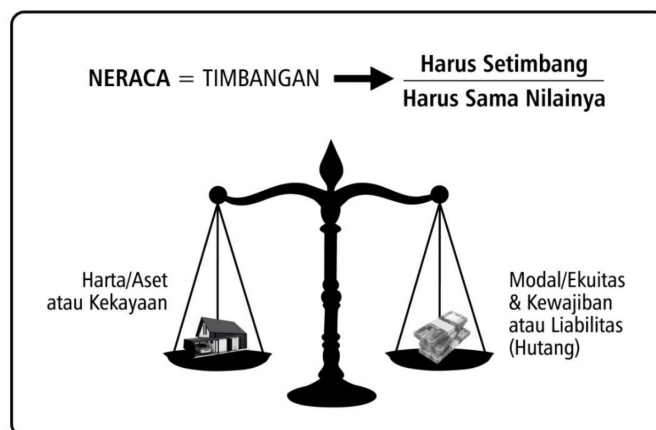 NERACA = TIMBANGAN
Harus Setimbang
Harus Sama Nilainya
Harta/Aset
atau Kekayaan
Modal/Ekuitas
& Kewajiban
atau Liabilitas
(Hutang)